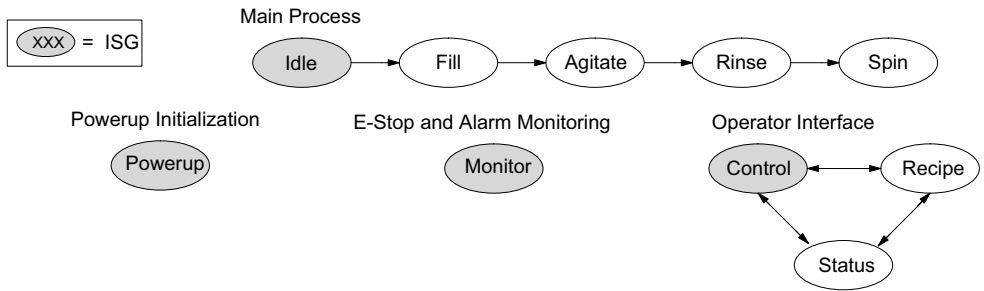 Main Process
XXX = ISG
Idle
Fill
Agitate
Rinse
Spin
Powerup Initialization
E-Stop and Alarm Monitoring
Operator Interface
Powerup
Monitor
Control
Recipe
Status